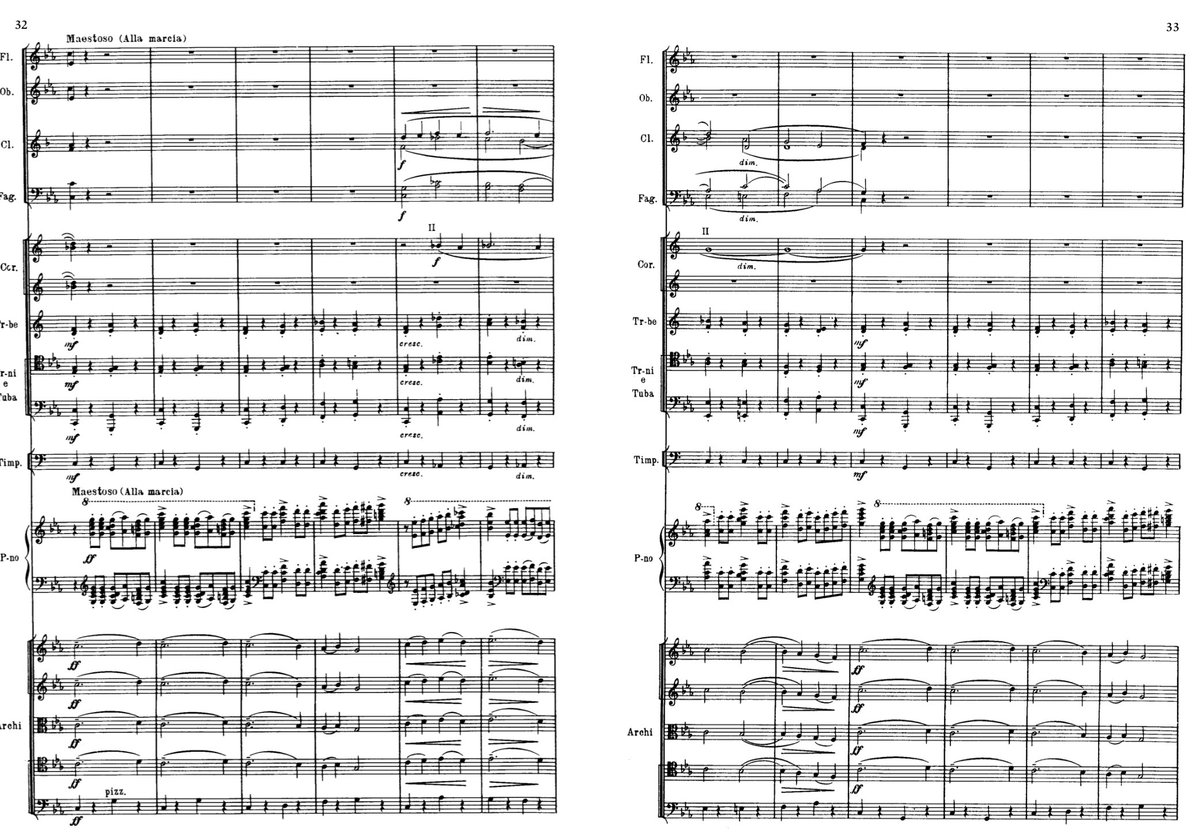 32
Maestoso (Alla marcia)
Fl.
Ob.
Cl.
f
Fag.
f
II
Cor.
f
Tr-be
mf
cresc.
dim.
Tr-ni
e
Tuba
mf
cresc.
dim.
mf
cresc.
dim.
Timp.
mf
cresc.
dim.
Maestoso (Alla marcia)
8
8
P-no
ff
Archi
ff
ff
ff
ff
pizz.
ff
33
Fl.
Ob.
Cl.
dim.
Fag.
dim.
II
Cor.
dim.
Tr-be
mf
Tr-ni
e
Tuba
mf
mf
Timp.
mf
8
8
P-no
Archi
ff
ff
ff
ff
ff